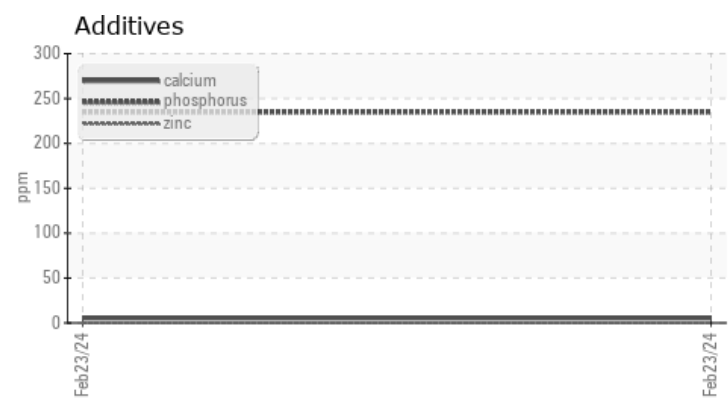 Additives
300
250
200
150
100
50
0
ppm
calcium
phosphorus
zinc
Feb23/24
Feb23/24